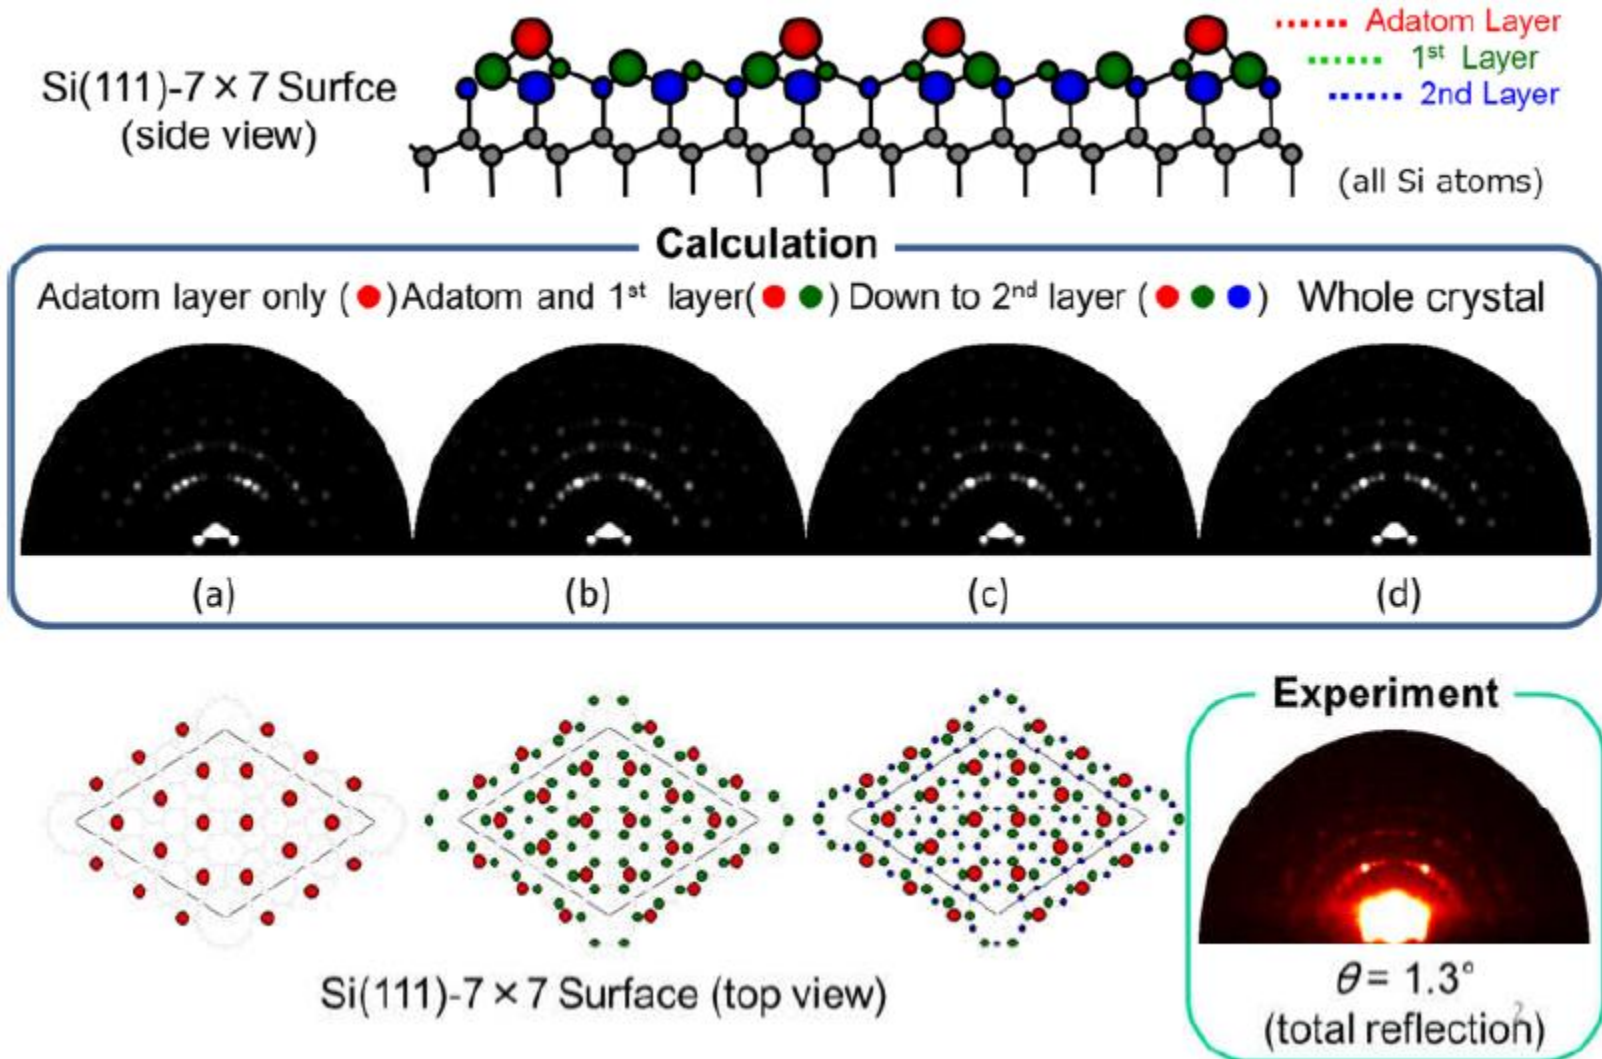 Adatom Layer
1st Layer
2nd Layer
Si(111)-7×7 Surfce
(side view)
(all Si atoms)
Calculation
Adatom layer only ( ) Adatom and 1st layer( ) Down to 2nd layer ( ) Whole crystal
(a) (b) (c) (d)
Experiment
Si(111)-7×7 Surface (top view)
θ= 1.3°
2
(total reflection)